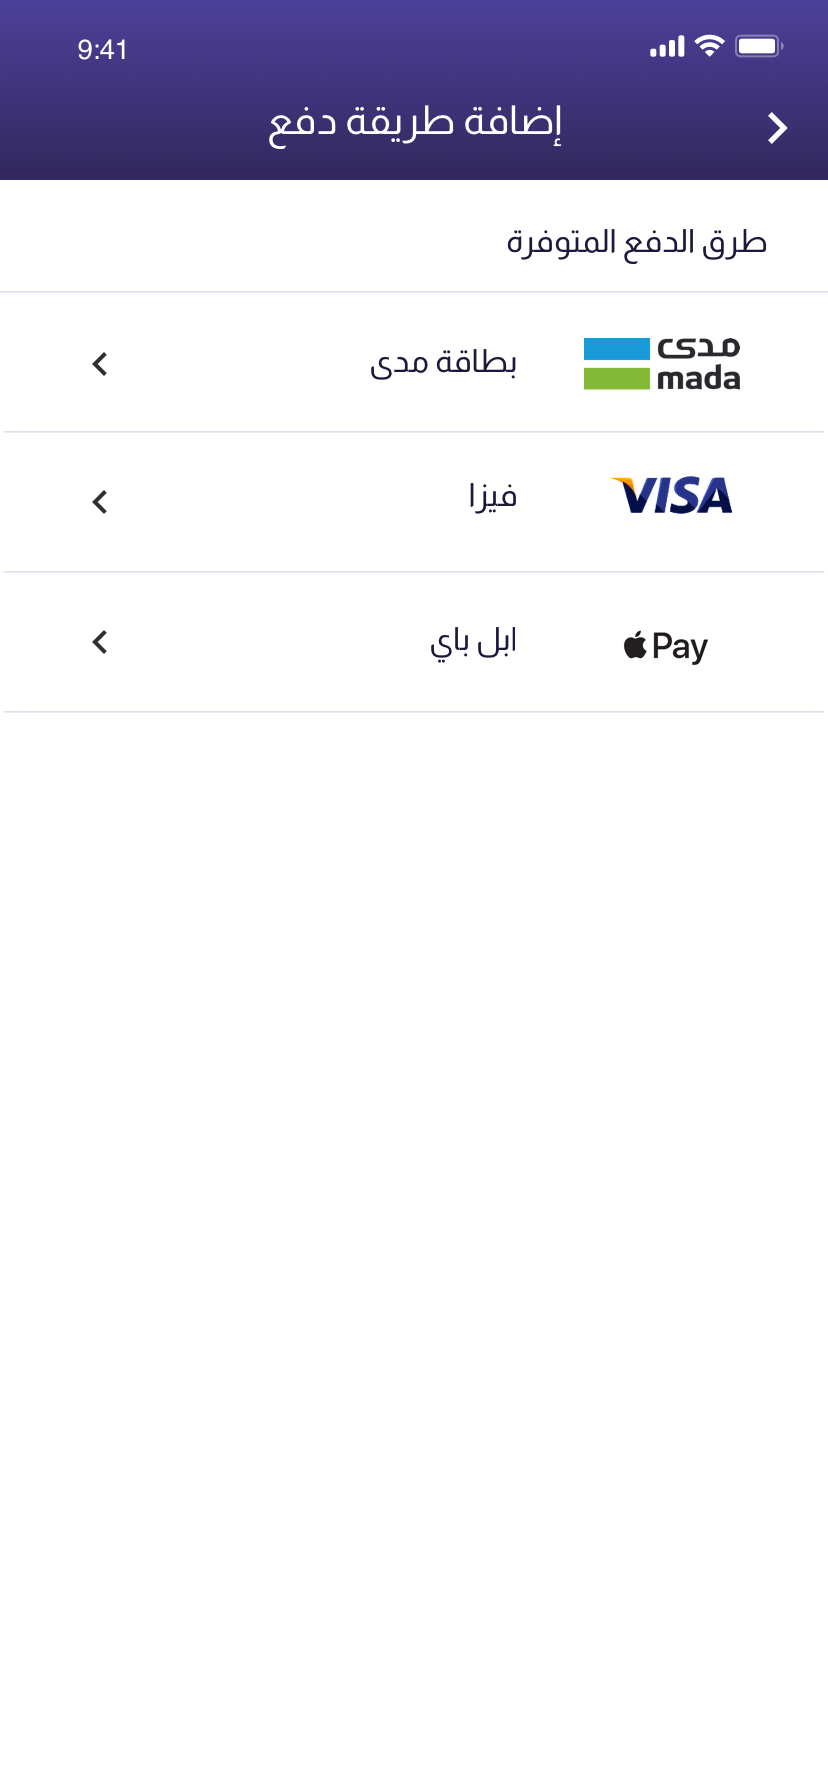 9:41
إضافة طريقة دفع
طرق الدفع المتوفرة
مدى
mada
بطاقة مدى
VISA
فيزا
Pay
ابل باي